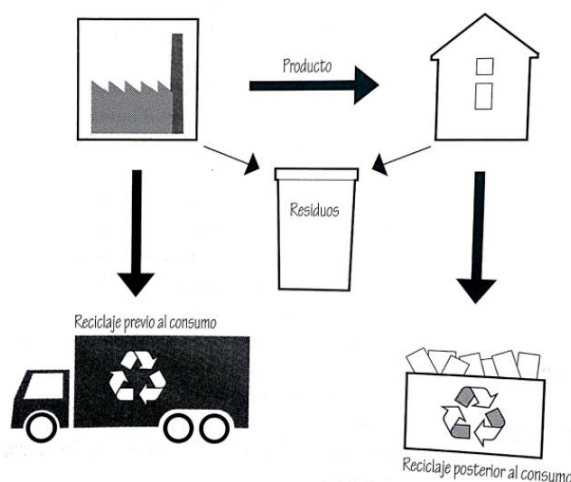 Producto
Residuos
Reciclaje previo al consumo
Reciclaje posterior al consumo